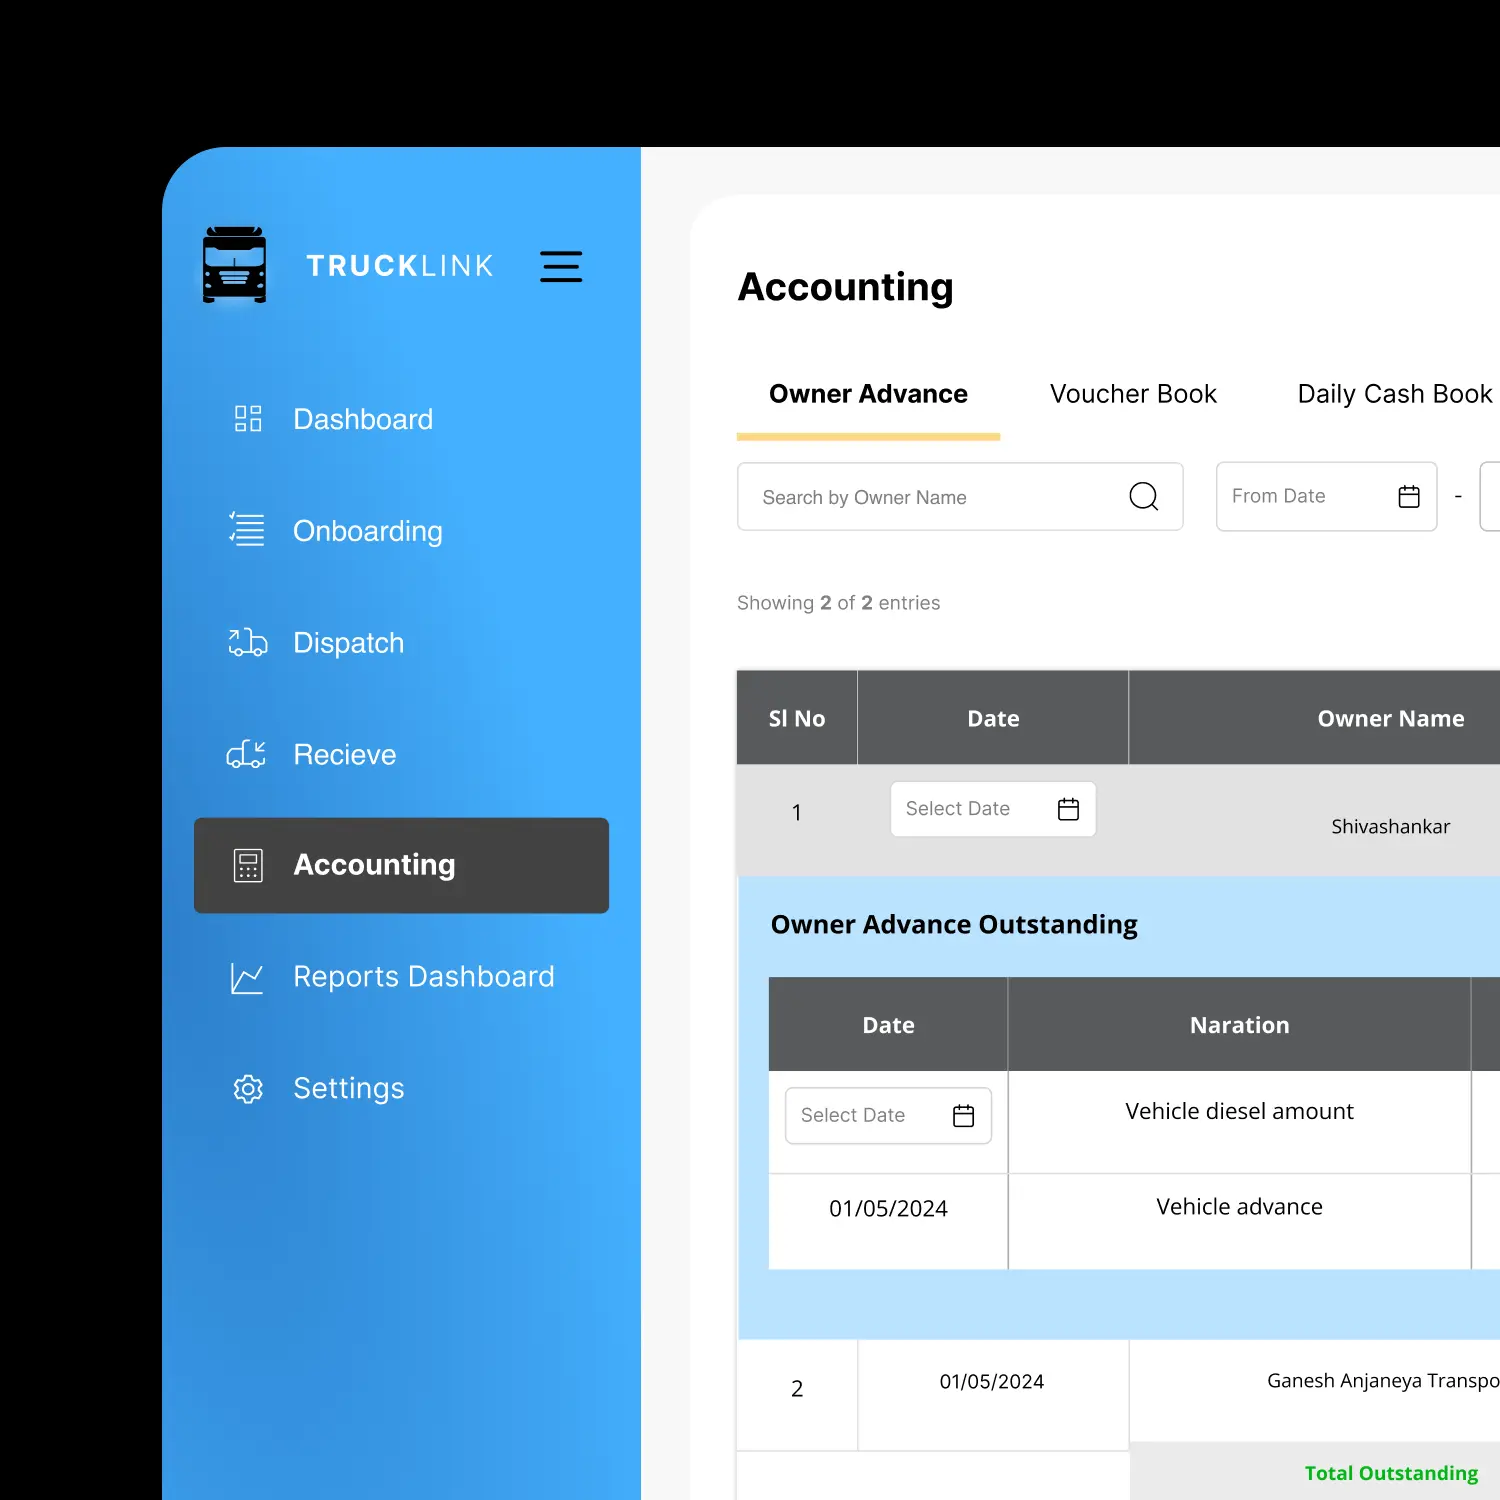 TRUCKLINK
Dashboard
Onboarding
Dispatch
Recieve
Accounting
Reports Dashboard
Settings
Accounting
Owner Advance Voucher Book Daily Cash Book
Search by Owner Name From Date -
Showing 2 of 2 entries
Sl No Date Owner Name
1 Select Date Shivashankar
Owner Advance Outstanding
Date Naration
Select Date Vehicle diesel amount
01/05/2024 Vehicle advance
2 01/05/2024 Ganesh Anjaneya Transpo
Total Outstanding